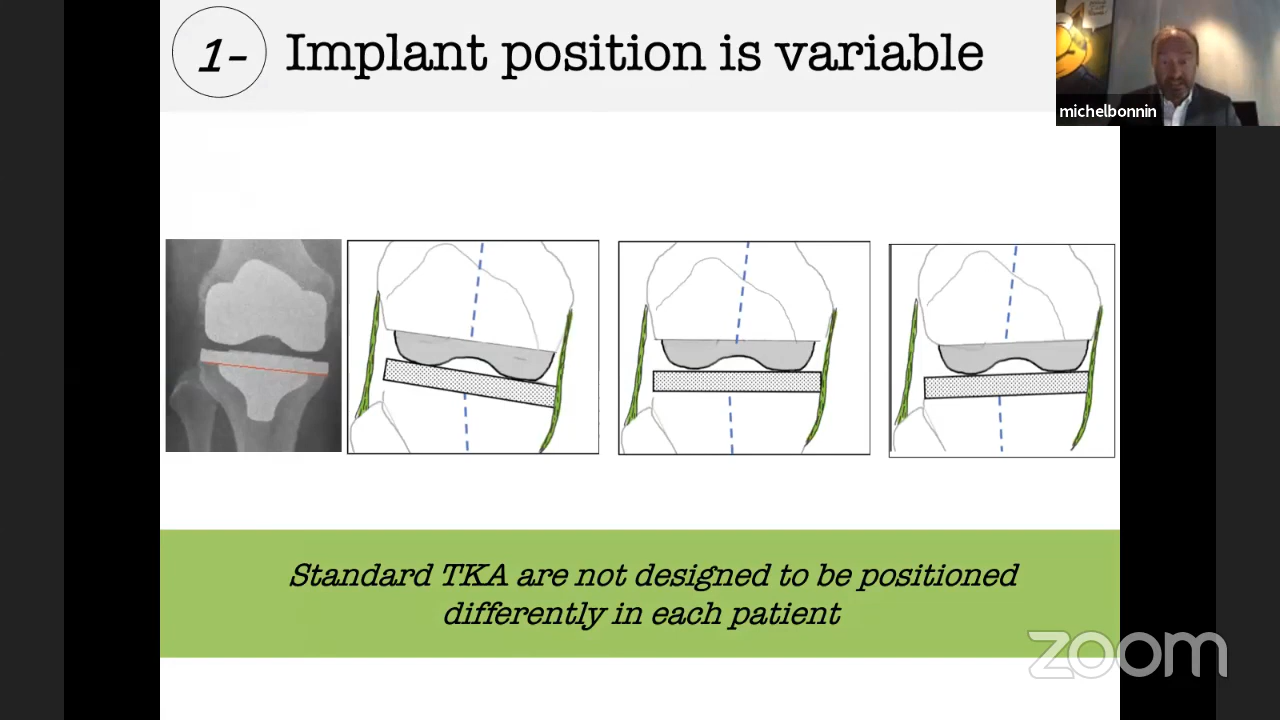 1- Implant position is variable
michelbonnin
Standard TKA are not designed to be positioned
differently in each patient
zoom